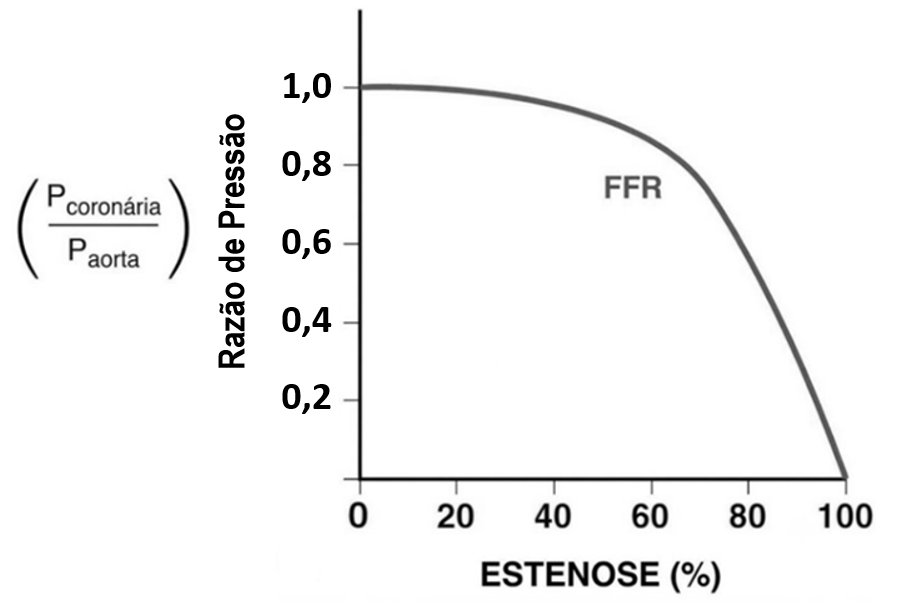 P coronária
P aorta
Razão de Pressão
1,0
0,8
0,6
0,4
0,2
FFR
0 20 40 60 80 100
ESTENOSE (%)